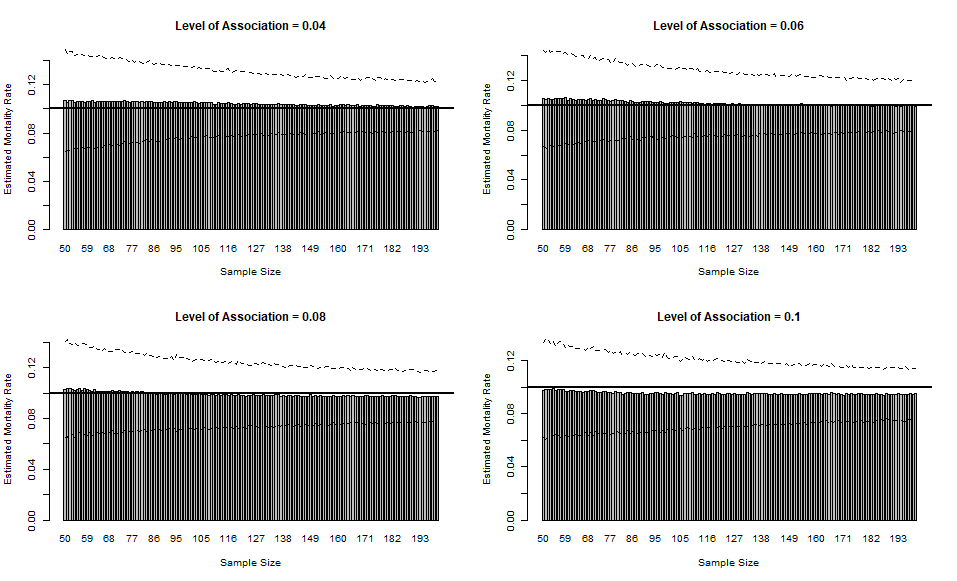 Level of Association = 0.04
Estimated Mortality Rate
0.00 0.04 0.08 0.12
50 59 68 77 86 95 105 116 127 138 149 160 171 182 193
Sample Size
Level of Association = 0.06
Estimated Mortality Rate
0.00 0.04 0.08 0.12
50 59 68 77 86 95 105 116 127 138 149 160 171 182 193
Sample Size
Level of Association = 0.08
Estimated Mortality Rate
0.00 0.04 0.08 0.12
50 59 68 77 86 95 105 116 127 138 149 160 171 182 193
Sample Size
Level of Association = 0.1
Estimated Mortality Rate
0.00 0.04 0.08 0.12
50 59 68 77 86 95 105 116 127 138 149 160 171 182 193
Sample Size